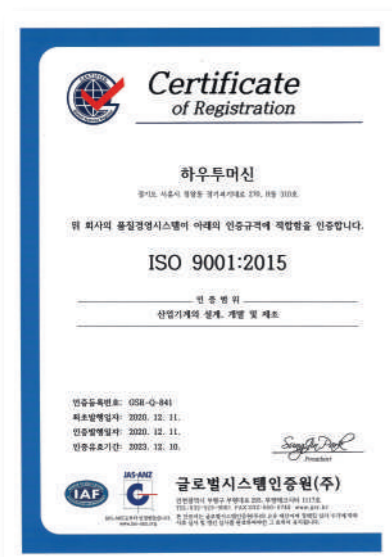 Certificate
of Registration
하우투머신
위 회사의 품질경영시스템이 아래의 인증규격에 적합함을 인증합니다.
ISO 9001:2015
인 증 범 위
산업기계의 설계, 개발 및 제조
인증등록번호: GSR-Q-841
최초발행일자: 2020. 12. 11.
인증발행일자: 2020. 12. 11.
인증유효기간: 2023. 12. 10.
SungJin Park
President
IAF
JAS-ANZ
글로벌시스템인증원(주)